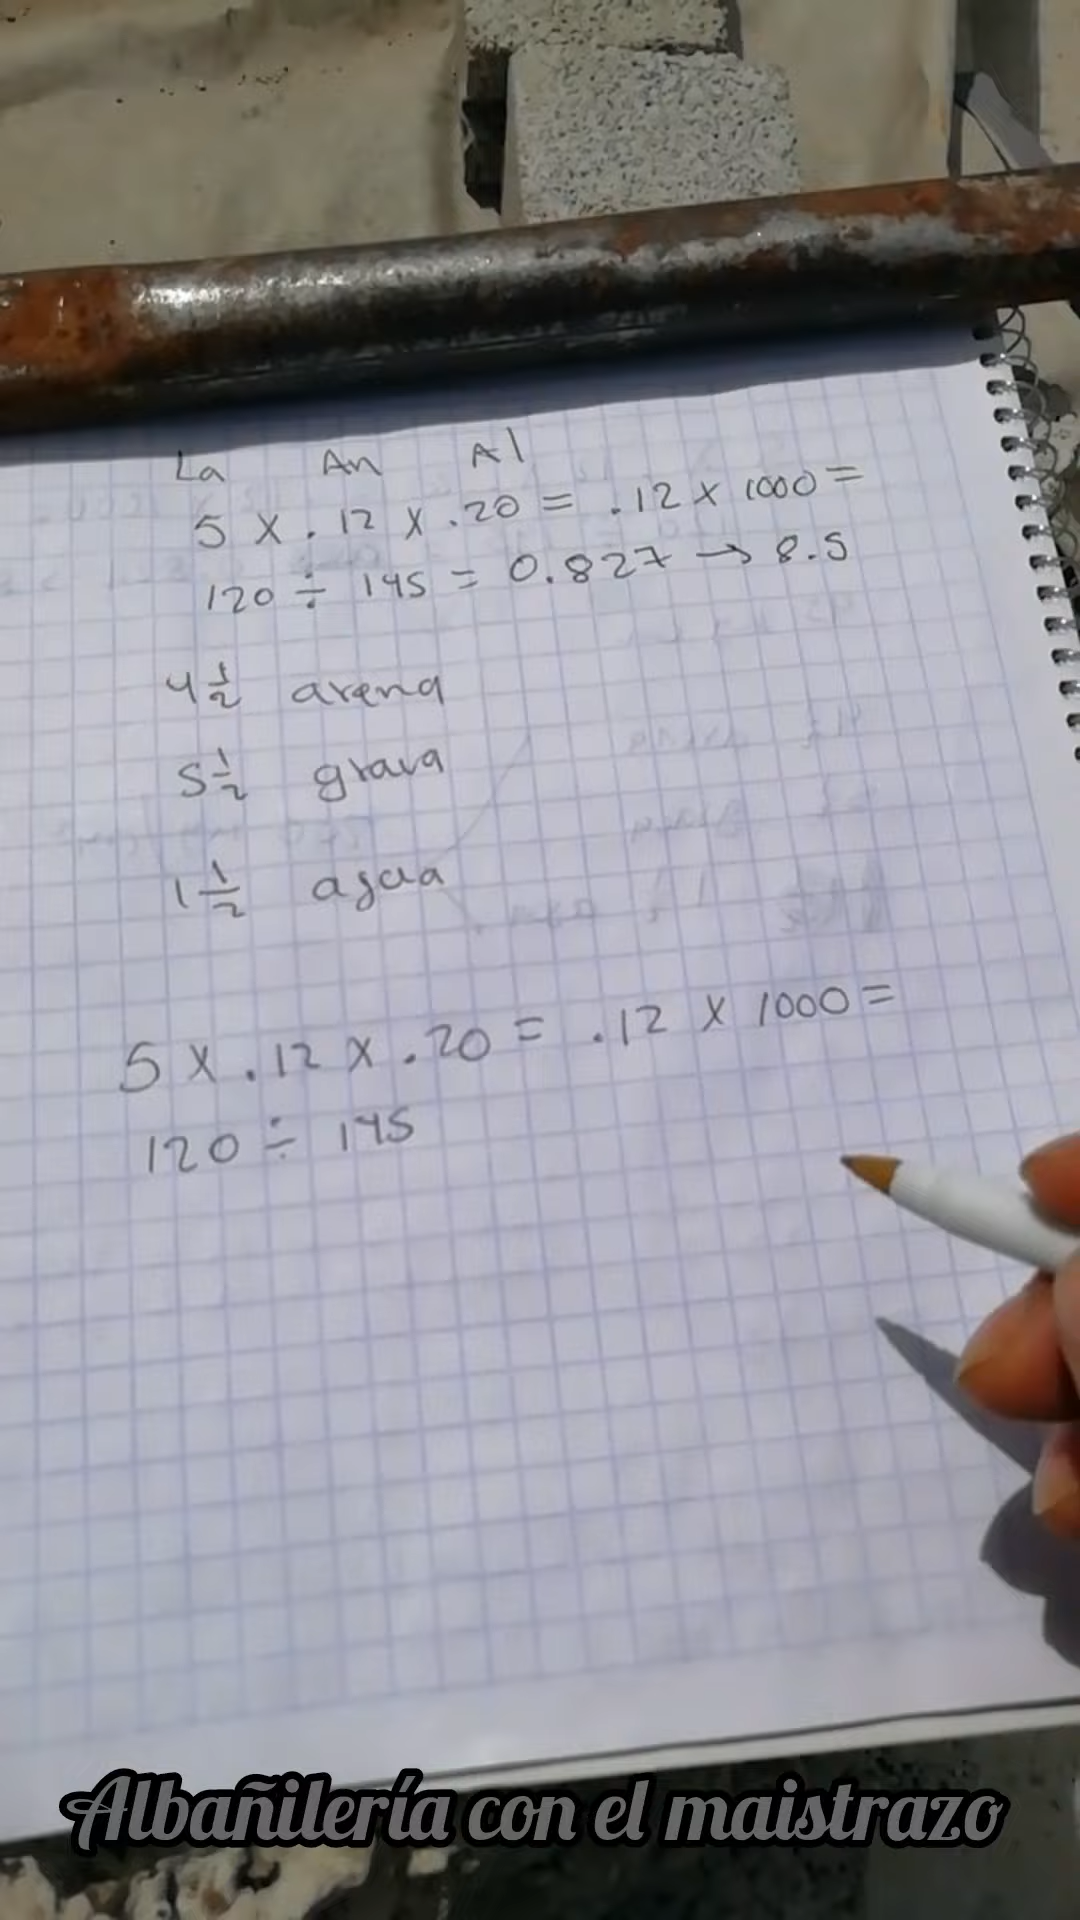 La An Al
5 x .12 x .20 = .12 x 1000 =
120 ÷ 145 = 0.827 → 8.5
4 1/2 arena
5 1/2 grava
1 1/2 agua
5 x .12 x .20 = .12 x 1000 =
120 ÷ 145
Albañilería con el maistrazo